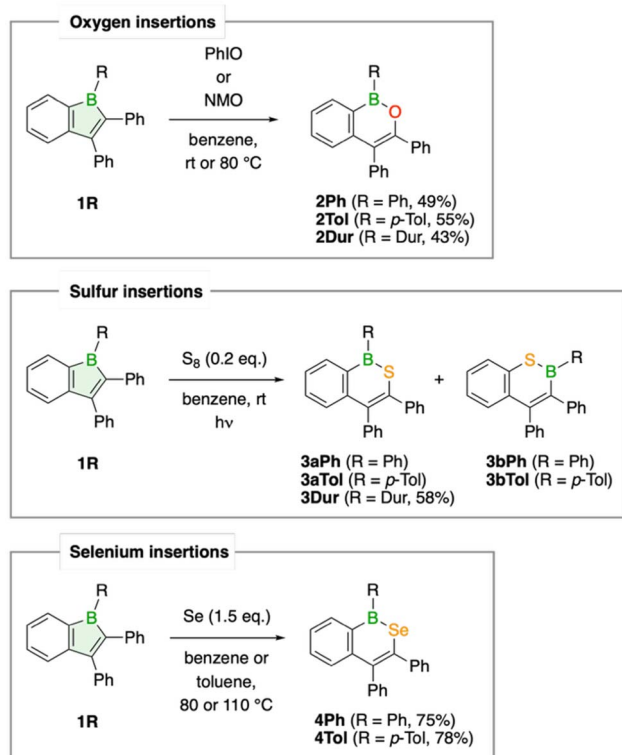 Oxygen insertions
R
B
Ph
Ph
1R
PhIO
or
NMO
benzene,
rt or 80 °C
R
B
O
Ph
Ph
2Ph (R = Ph, 49%)
2Tol (R = p-Tol, 55%)
2Dur (R = Dur, 43%)
Sulfur insertions
R
B
Ph
Ph
1R
S8 (0.2 eq.)
benzene, rt
hν
R
B
S
Ph
Ph
3aPh (R = Ph)
3aTol (R = p-Tol)
3Dur (R = Dur, 58%)
+
S
B
R
Ph
Ph
3bPh (R = Ph)
3bTol (R = p-Tol)
Selenium insertions
R
B
Ph
Ph
1R
Se (1.5 eq.)
benzene or
toluene,
80 or 110 °C
R
B
Se
Ph
Ph
4Ph (R = Ph, 75%)
4Tol (R = p-Tol, 78%)